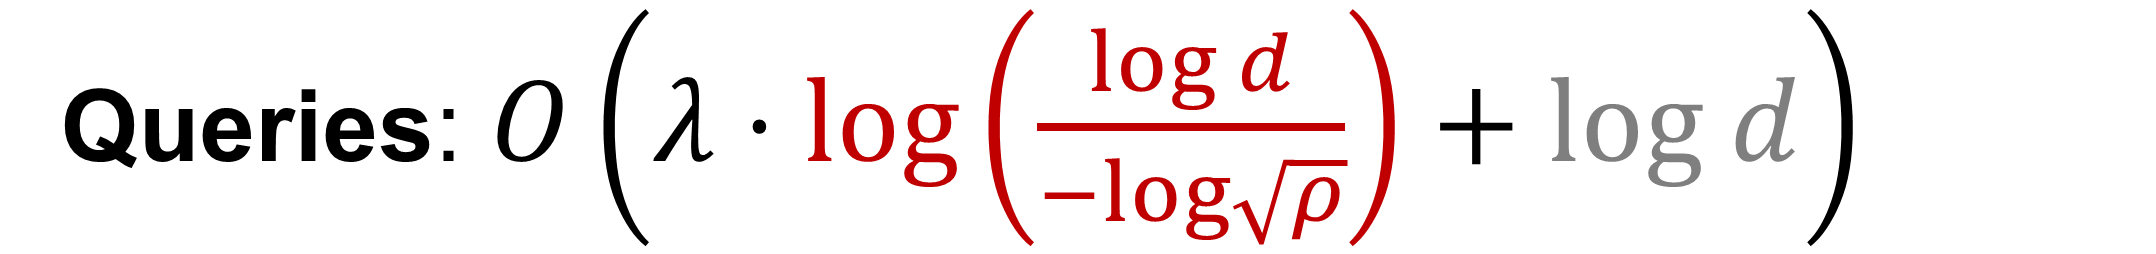 Queries: O(λ · log(log d / −log√ρ) + log d)